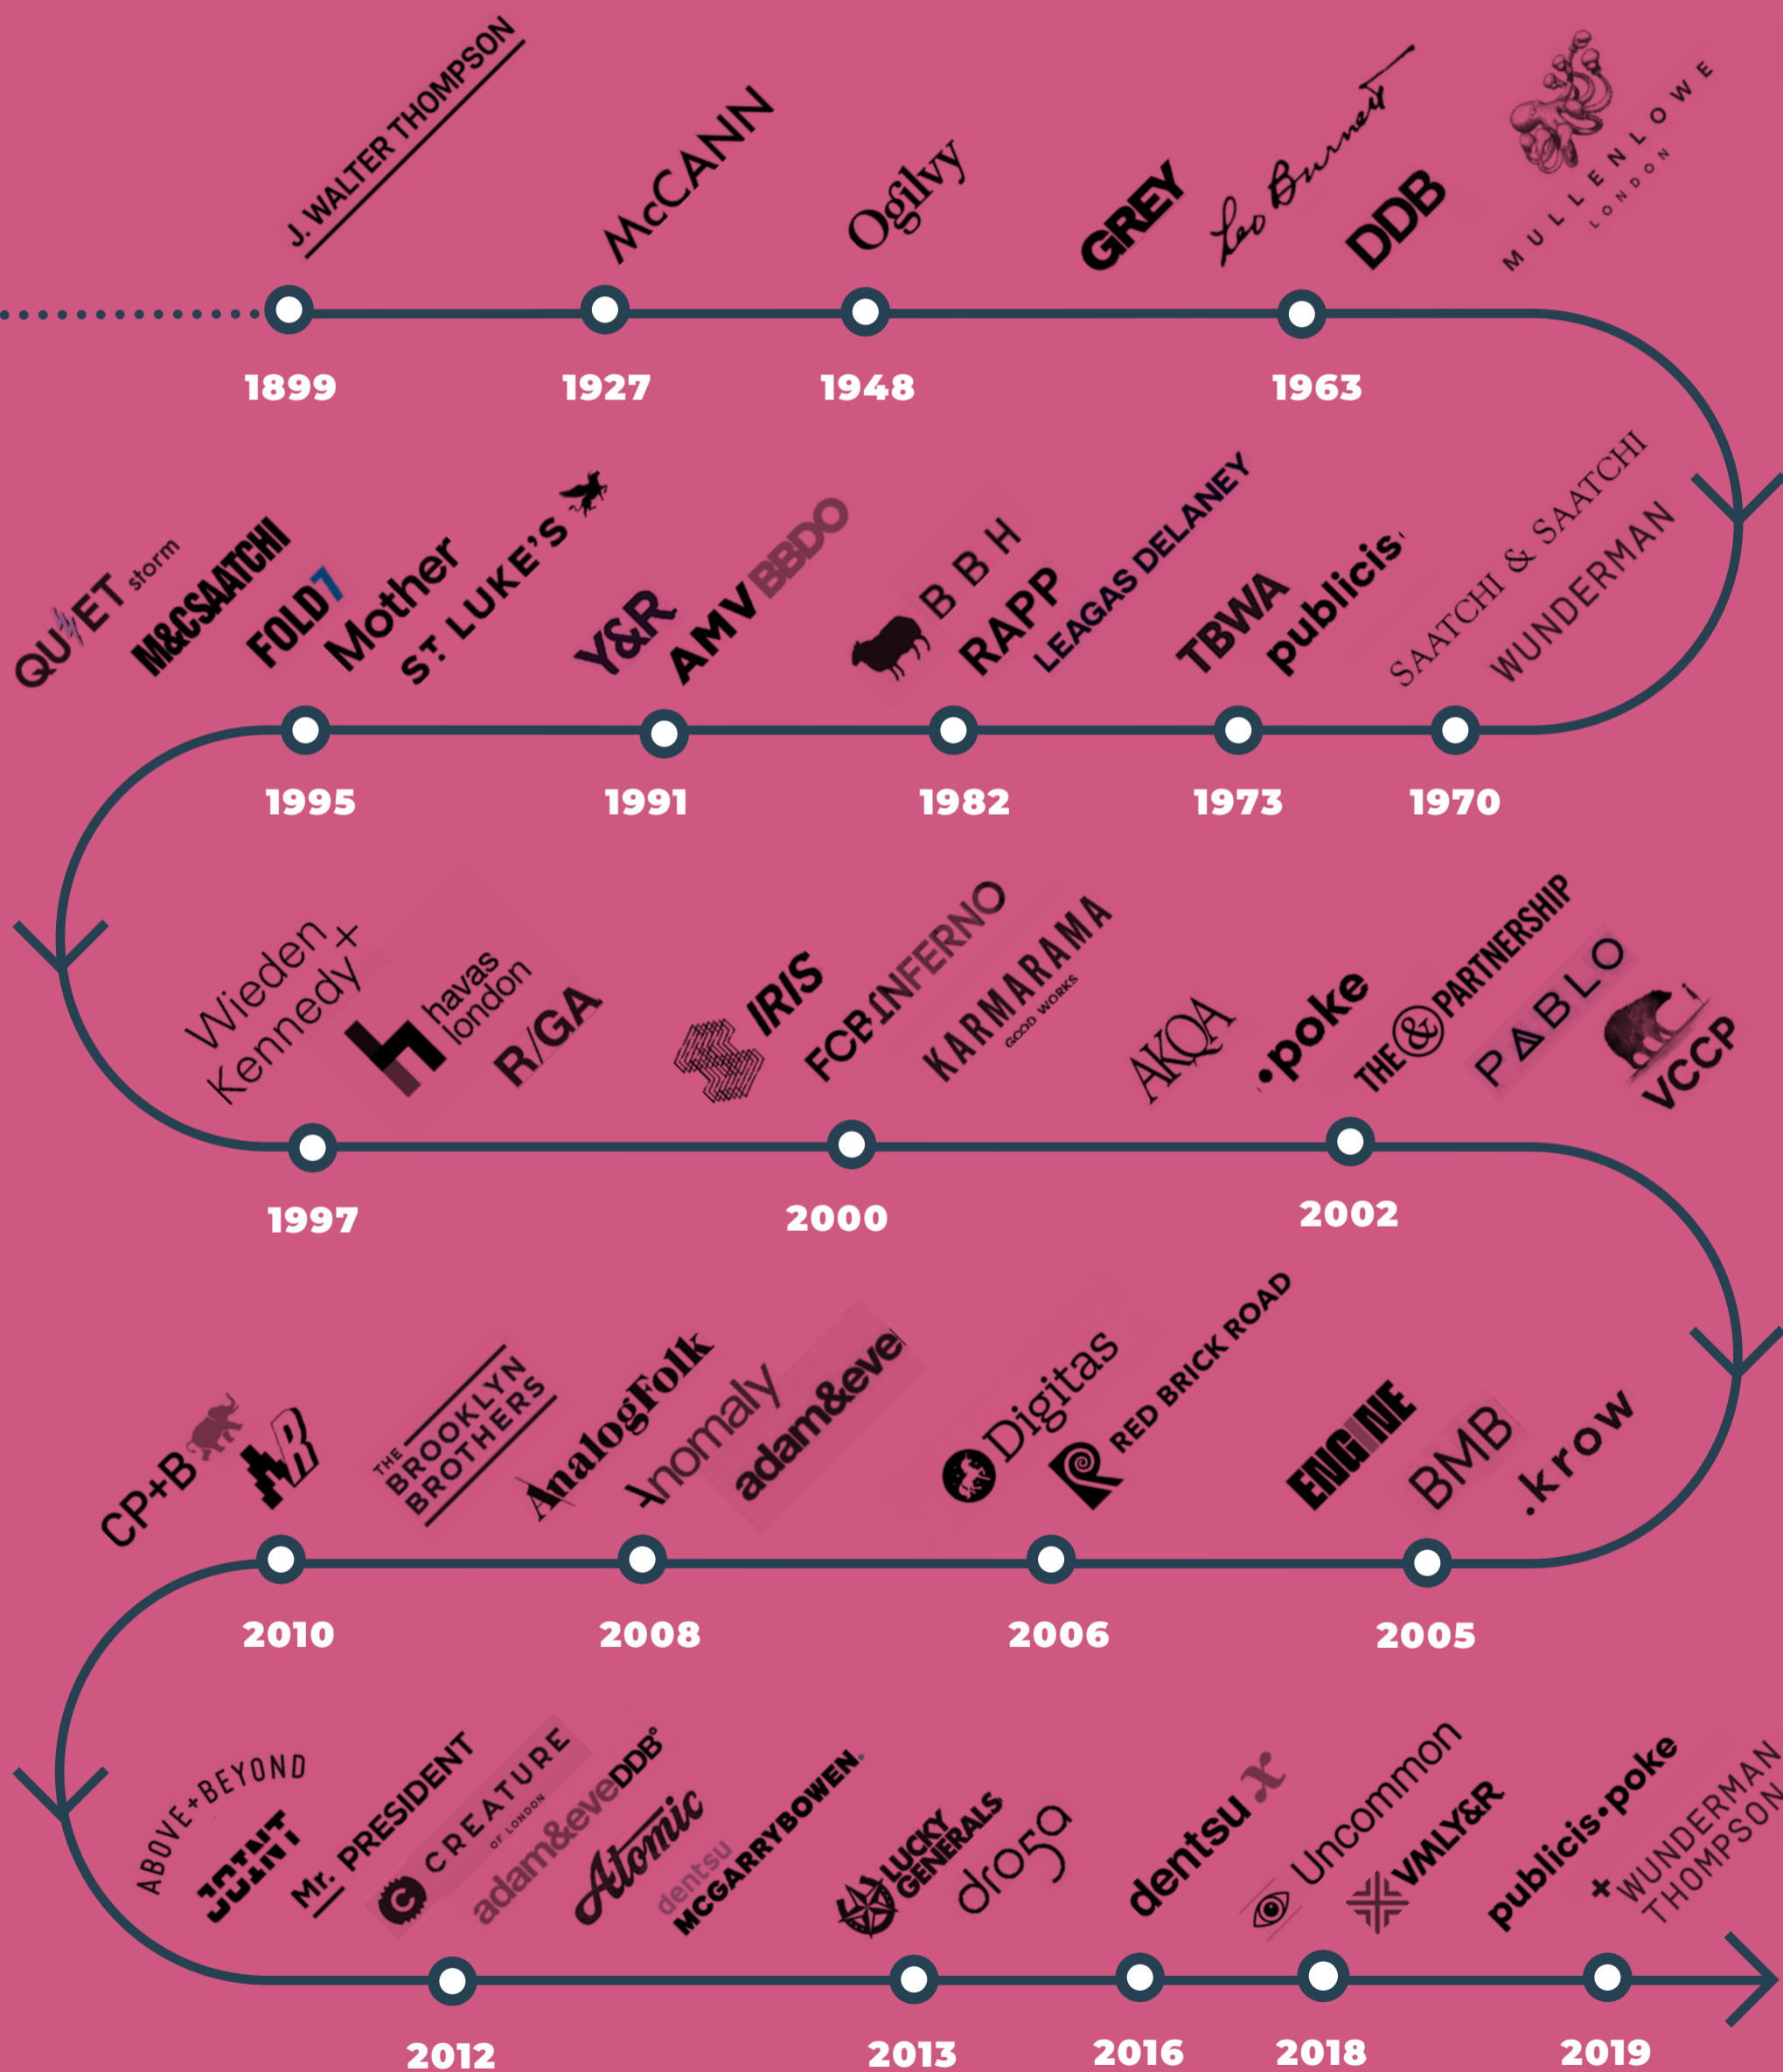 J. WALTER THOMPSON
McCANN
Ogilvy
GREY
Leo Burnett
DDB
MULLENLOWE
LONDON
1899
1927
1948
1963
QUIET storm
M&CSAATCHI
FOLD7
Mother
ST. LUKE'S
Y&R
AMV BBDO
BBH
RAPP
LEAGAS DELANEY
TBWA
publicis
SAATCHI & SAATCHI
WUNDERMAN
1995
1991
1982
1973
1970
Wieden
Kennedy+
havas
london
R/GA
IRIS
FCBINFERNO
KARMARAMA
GOOD WORKS
AKQA
•poke
THE & PARTNERSHIP
PABLO
VCCP
1997
2000
2002
CP+B
THE
BROOKLYN
BROTHERS
AnalogFolk
Anomaly
adam&eve
Digitas
RED BRICK ROAD
ENGINE
BMB
.krow
2010
2008
2006
2005
ABOVE+BEYOND
JOINT
Mr. PRESIDENT
CREATURE
OF LONDON
adam&eveDDB
Atomic
dentsu
MCGARRYBOWEN.
LUCKY
GENERALS
droga5
dentsu x
Uncommon
VMLY&R
publicis•poke
+ WUNDERMAN
THOMPSON
2012
2013
2016
2018
2019